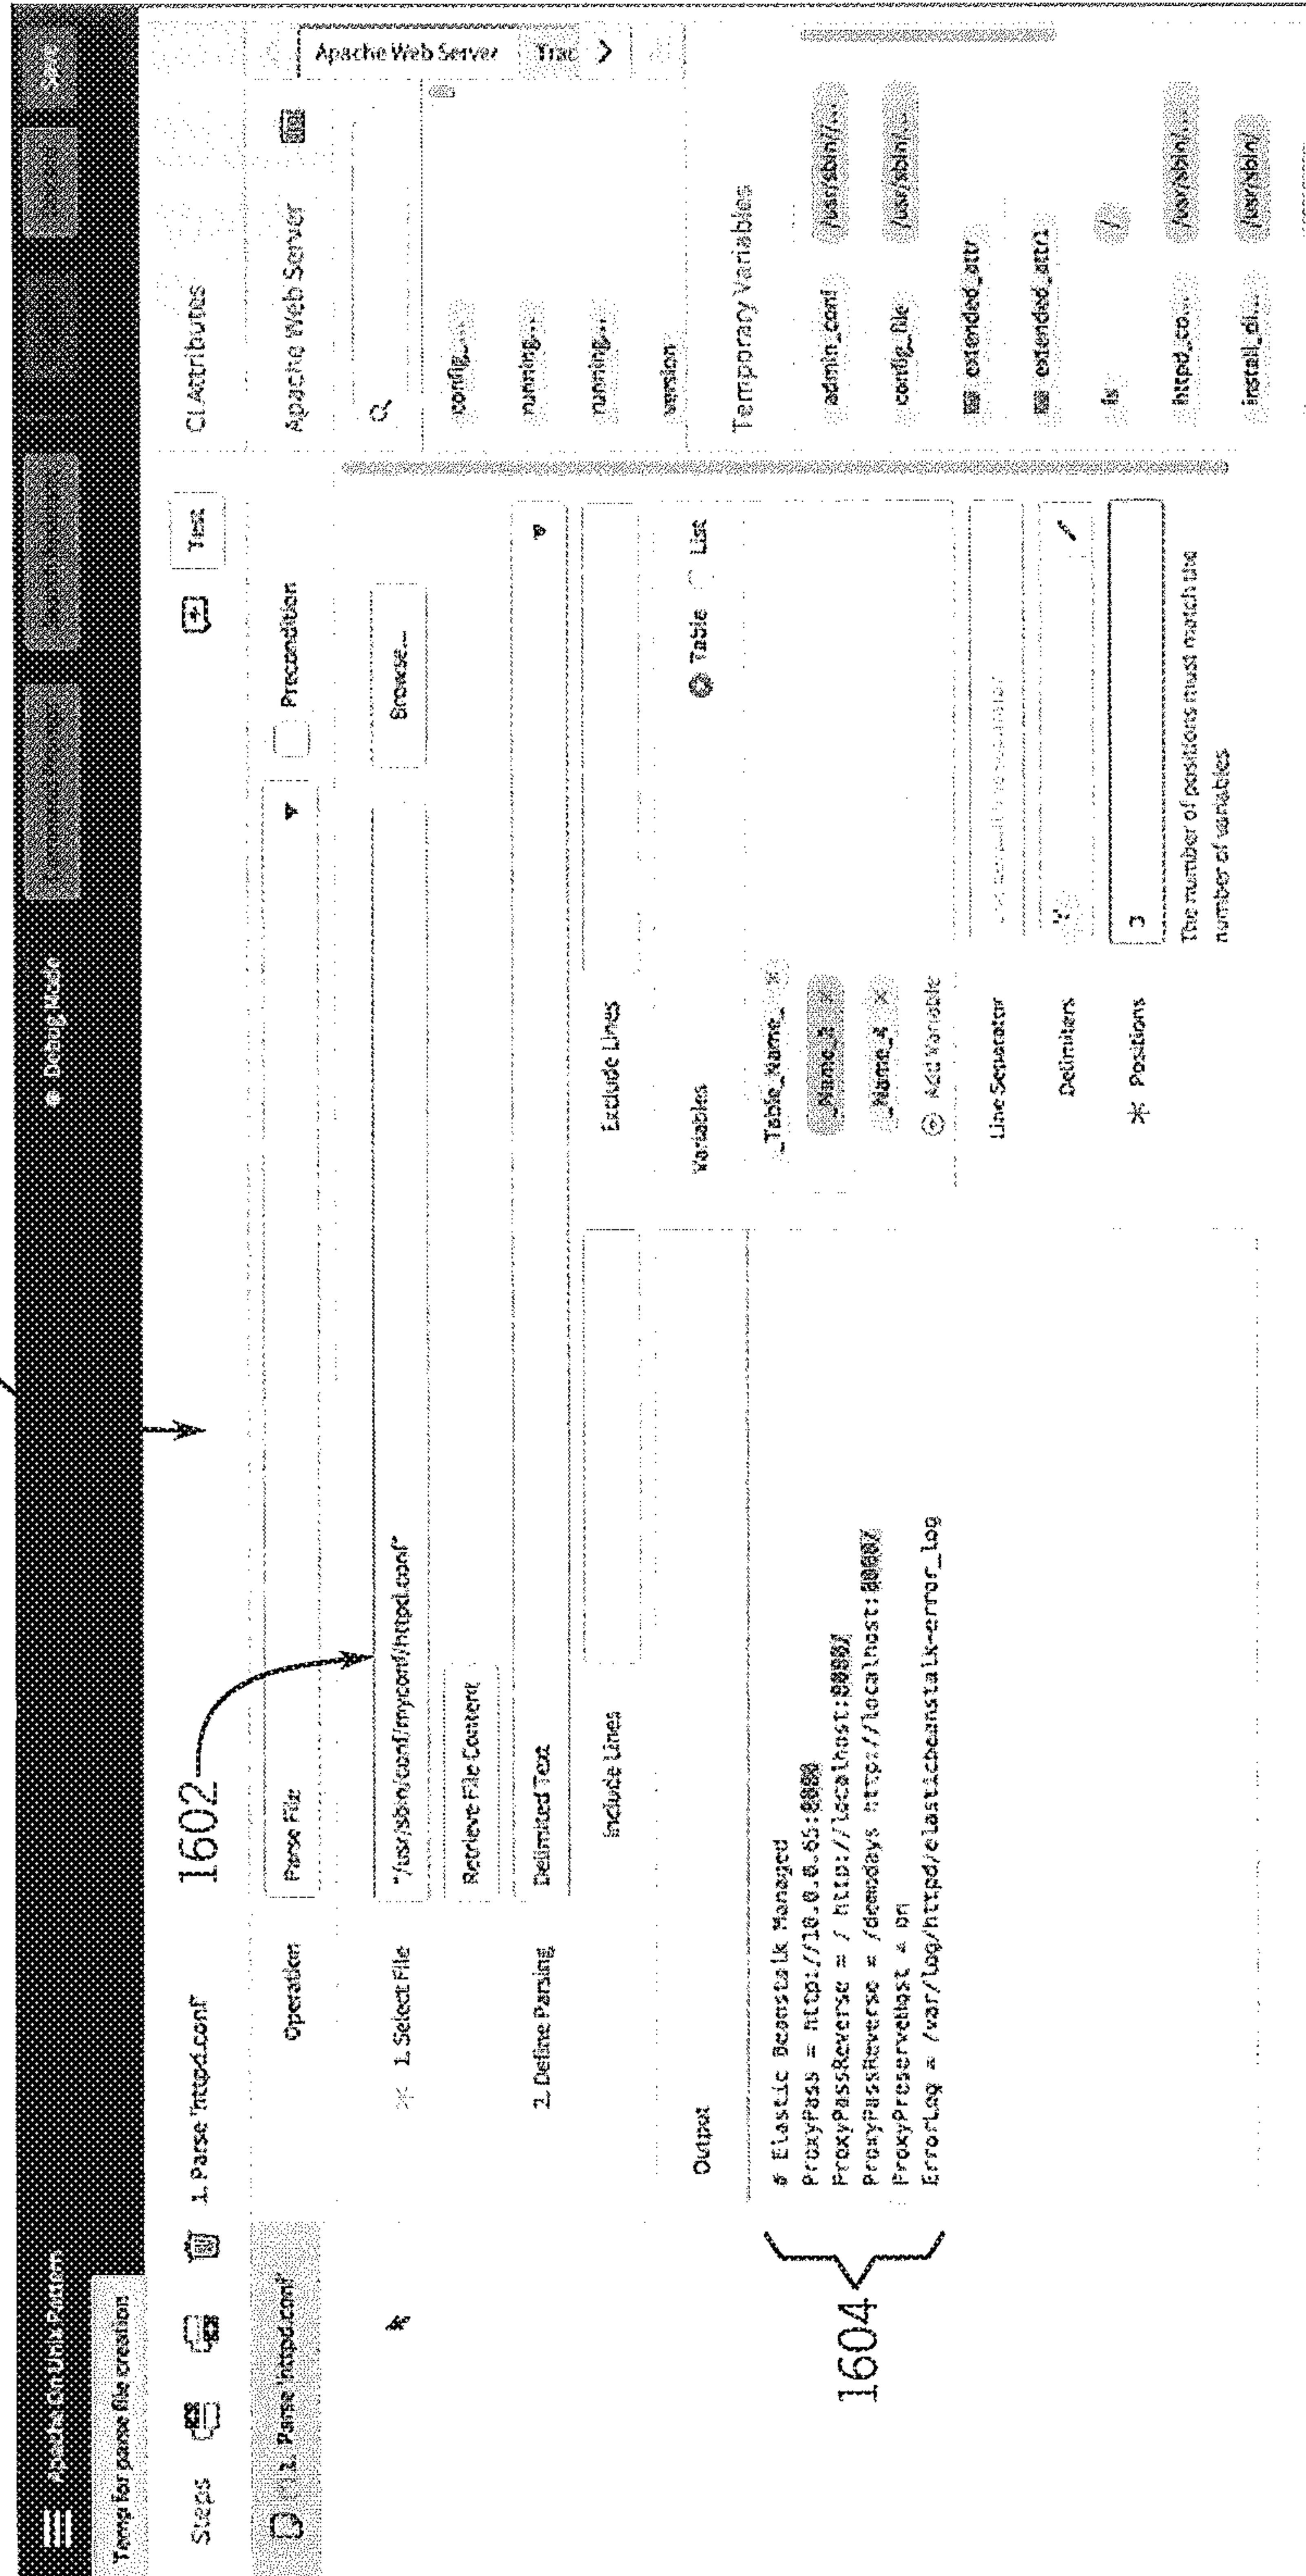 Apache On Unix Pattern
Debug Mode
Temp for parse file creation
Steps
1. Parse "httpd.conf"
Test
CI Attributes
1. Parse "httpd.conf"
Operation
Parse File
Precondition
Apache Web Server
Apache Web Server
Trac
1602
* 1. Select File
"/usr/sbin/conf/myconf/httpd.conf"
Browse...
Retrieve File Content
config_...
running...
running...
version
2. Define Parsing
Delimited Text
Include Lines
Exclude Lines
Output
Variables
Table
List
Temporary Variables
1604
# Elastic Beanstalk Managed
ProxyPass = http://10.0.0.65:8080
ProxyPassReverse = / http://localhost:8080/
ProxyPassReverse = /demodays http://localhost:8080/
ProxyPreserveHost = on
ErrorLog = /var/log/httpd/elasticbeanstalk-error_log
_Table_Name_ ×
_Name_3 ×
_Name_4 ×
Add Variable
Line Separator
Delimiters
* Positions
3
The number of positions must match the
number of variables
admin_conf
/usr/sbin//...
config_file
/usr/sbin/...
extended_attr
extended_attr1
fs
/
httpd_co...
/usr/sbin/...
install_di...
/usr/sbin/